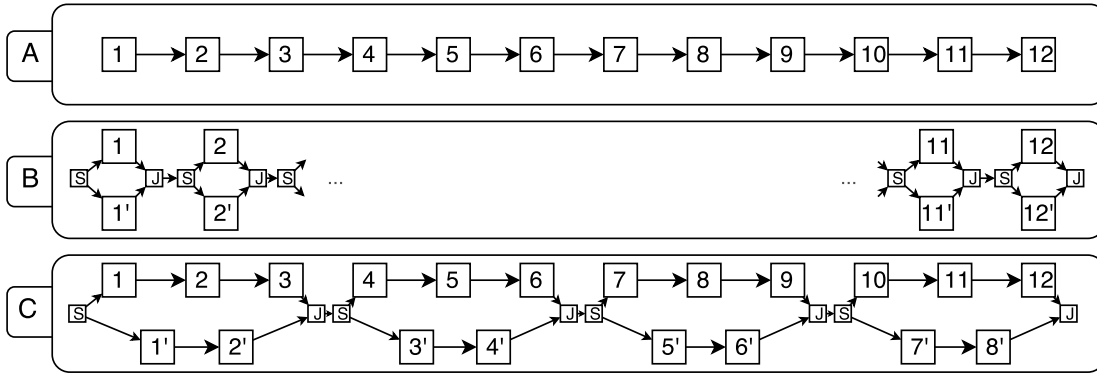 A
1 2 3 4 5 6 7 8 9 10 11 12
B
1 2 11 12
S J S J S ... ... S J S J
1' 2' 11' 12'
C
1 2 3 4 5 6 7 8 9 10 11 12
S J S J S J S J
1' 2' 3' 4' 5' 6' 7' 8'